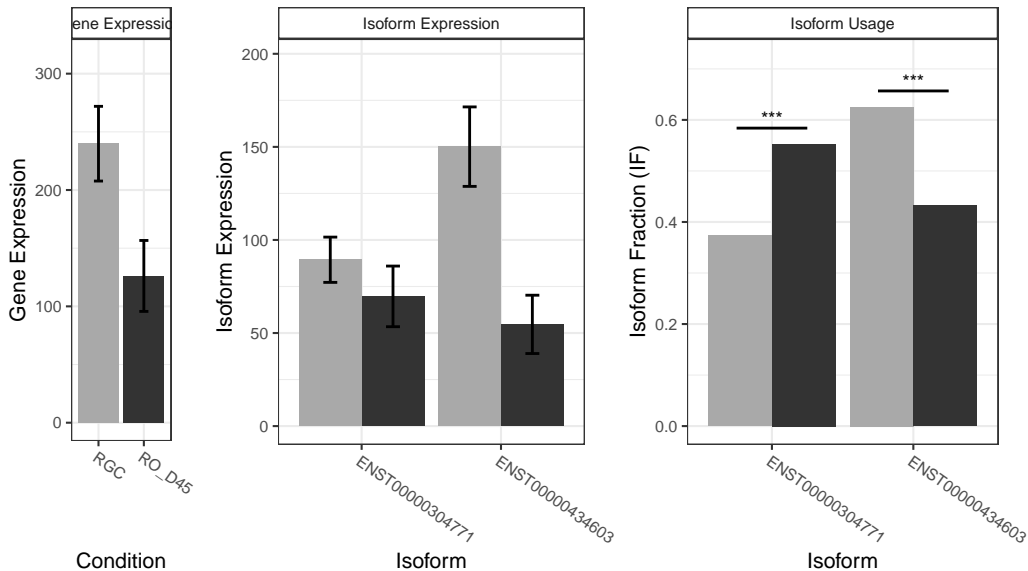 ene Expressio
Gene Expression
300
200
100
0
RGC
RO_D45
Condition
Isoform Expression
Isoform Expression
200
150
100
50
0
ENST00000304771
ENST00000434603
Isoform
Isoform Usage
Isoform Fraction (IF)
0.6
0.4
0.2
0.0
***
***
ENST00000304771
ENST00000434603
Isoform